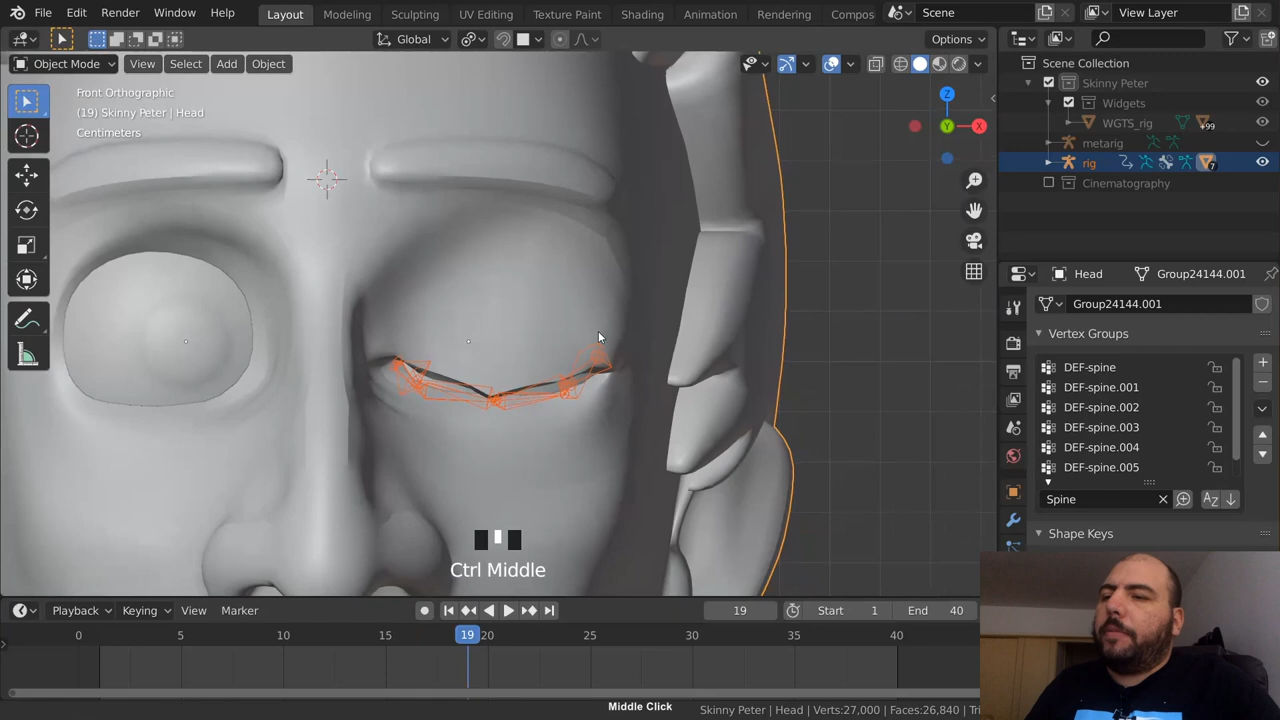 File Edit Render Window Help Layout Modeling Sculpting UV Editing Texture Paint Shading Animation Rendering Compos Scene View Layer
Global Options
Object Mode View Select Add Object
Front Orthographic
(19) Skinny Peter | Head
Centimeters
Z
Y
X
Scene Collection
Skinny Peter
Widgets
WGTS_rig +99
metarig
rig 7
Cinematography
Head Group24144.001
Group24144.001
Vertex Groups
DEF-spine
DEF-spine.001
DEF-spine.002
DEF-spine.003
DEF-spine.004
DEF-spine.005
Spine
Shape Keys
Ctrl Middle
Playback Keying View Marker 19 Start 1 End 40
0 5 10 15 19 20 25 30 35 40
Middle Click
Skinny Peter | Head | Verts:27,000 | Faces:26,840 | Tri